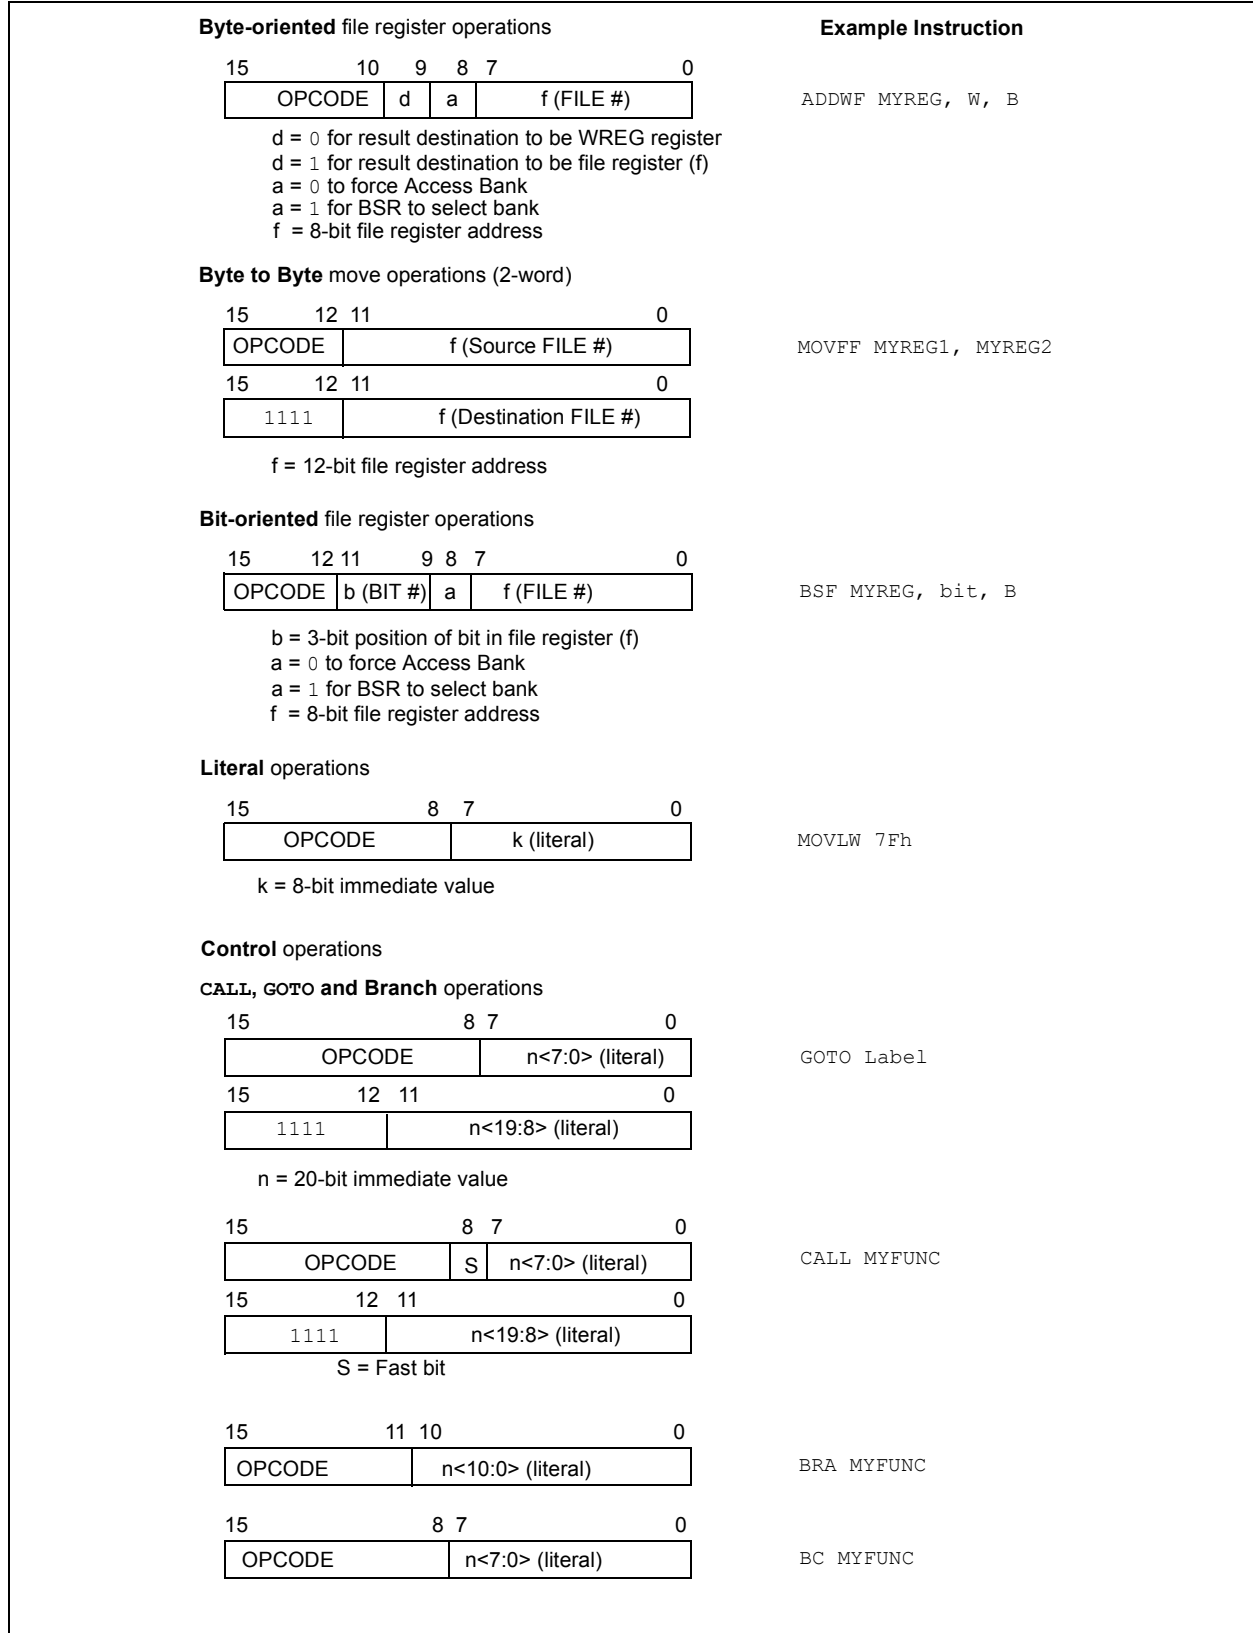 Byte-oriented file register operations    Example Instruction
15 10 9 8 7 0
OPCODE d a f (FILE #)    ADDWF MYREG, W, B
d = 0 for result destination to be WREG register
d = 1 for result destination to be file register (f)
a = 0 to force Access Bank
a = 1 for BSR to select bank
f = 8-bit file register address
Byte to Byte move operations (2-word)
15 12 11 0
OPCODE f (Source FILE #)    MOVFF MYREG1, MYREG2
15 12 11 0
1111 f (Destination FILE #)
f = 12-bit file register address
Bit-oriented file register operations
15 12 11 9 8 7 0
OPCODE b (BIT #) a f (FILE #)    BSF MYREG, bit, B
b = 3-bit position of bit in file register (f)
a = 0 to force Access Bank
a = 1 for BSR to select bank
f = 8-bit file register address
Literal operations
15 8 7 0
OPCODE k (literal)    MOVLW 7Fh
k = 8-bit immediate value
Control operations
CALL, GOTO and Branch operations
15 8 7 0
OPCODE n<7:0> (literal)    GOTO Label
15 12 11 0
1111 n<19:8> (literal)
n = 20-bit immediate value
15 8 7 0
OPCODE S n<7:0> (literal)    CALL MYFUNC
15 12 11 0
1111 n<19:8> (literal)
S = Fast bit
15 11 10 0
OPCODE n<10:0> (literal)    BRA MYFUNC
15 8 7 0
OPCODE n<7:0> (literal)    BC MYFUNC